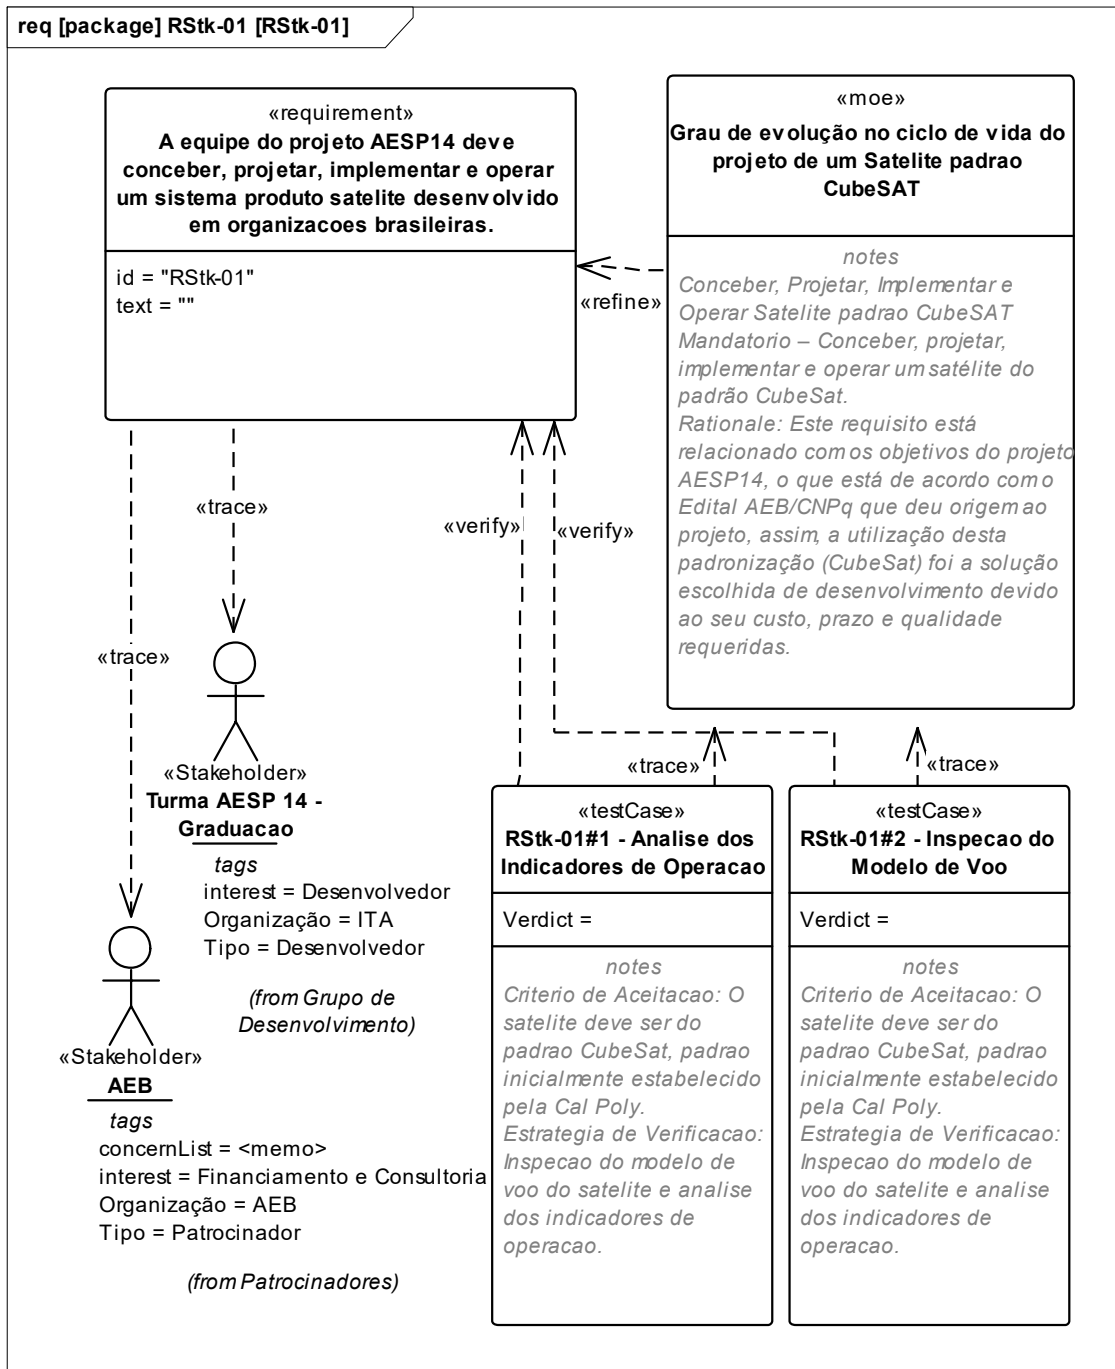 req [package] RStk-01 [RStk-01]
«requirement»
A equipe do projeto AESP14 deve
conceber, projetar, implementar e operar
um sistema produto satelite desenvolvido
em organizacoes brasileiras.
id = "RStk-01"
text = ""
«moe»
Grau de evolução no ciclo de vida do
projeto de um Satelite padrao
CubeSAT
notes
Conceber, Projetar, Implementar e
Operar Satelite padrao CubeSAT
Mandatorio – Conceber, projetar,
implementar e operar um satélite do
padrão CubeSat.
Rationale: Este requisito está
relacionado com os objetivos do projeto
AESP14, o que está de acordo com o
Edital AEB/CNPq que deu origem ao
projeto, assim, a utilização desta
padronização (CubeSat) foi a solução
escolhida de desenvolvimento devido
ao seu custo, prazo e qualidade
requeridas.
«refine»
«trace»
«verify»
«verify»
«trace»
«trace»
«trace»
«Stakeholder»
Turma AESP 14 -
Graduacao
tags
interest = Desenvolvedor
Organização = ITA
Tipo = Desenvolvedor
(from Grupo de
Desenvolvimento)
«Stakeholder»
AEB
tags
concernList = <memo>
interest = Financiamento e Consultoria
Organização = AEB
Tipo = Patrocinador
(from Patrocinadores)
«testCase»
RStk-01#1 - Analise dos
Indicadores de Operacao
Verdict =
notes
Criterio de Aceitacao: O
satelite deve ser do
padrao CubeSat, padrao
inicialmente estabelecido
pela Cal Poly.
Estrategia de Verificacao:
Inspecao do modelo de
voo do satelite e analise
dos indicadores de
operacao.
«testCase»
RStk-01#2 - Inspecao do
Modelo de Voo
Verdict =
notes
Criterio de Aceitacao: O
satelite deve ser do
padrao CubeSat, padrao
inicialmente estabelecido
pela Cal Poly.
Estrategia de Verificacao:
Inspecao do modelo de
voo do satelite e analise
dos indicadores de
operacao.